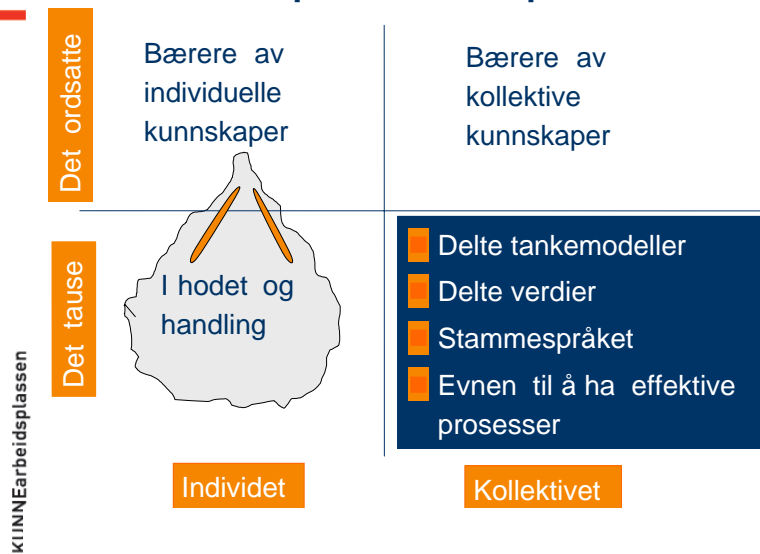 Det ordsatte
Bærere av
individuelle
kunnskaper
Bærere av
kollektive
kunnskaper
Det tause
I hodet og
handling
Delte tankemodeller
Delte verdier
Stammespråket
Evnen til å ha effektive
prosesser
Individet
Kollektivet
KIINNEarbeidsplassen